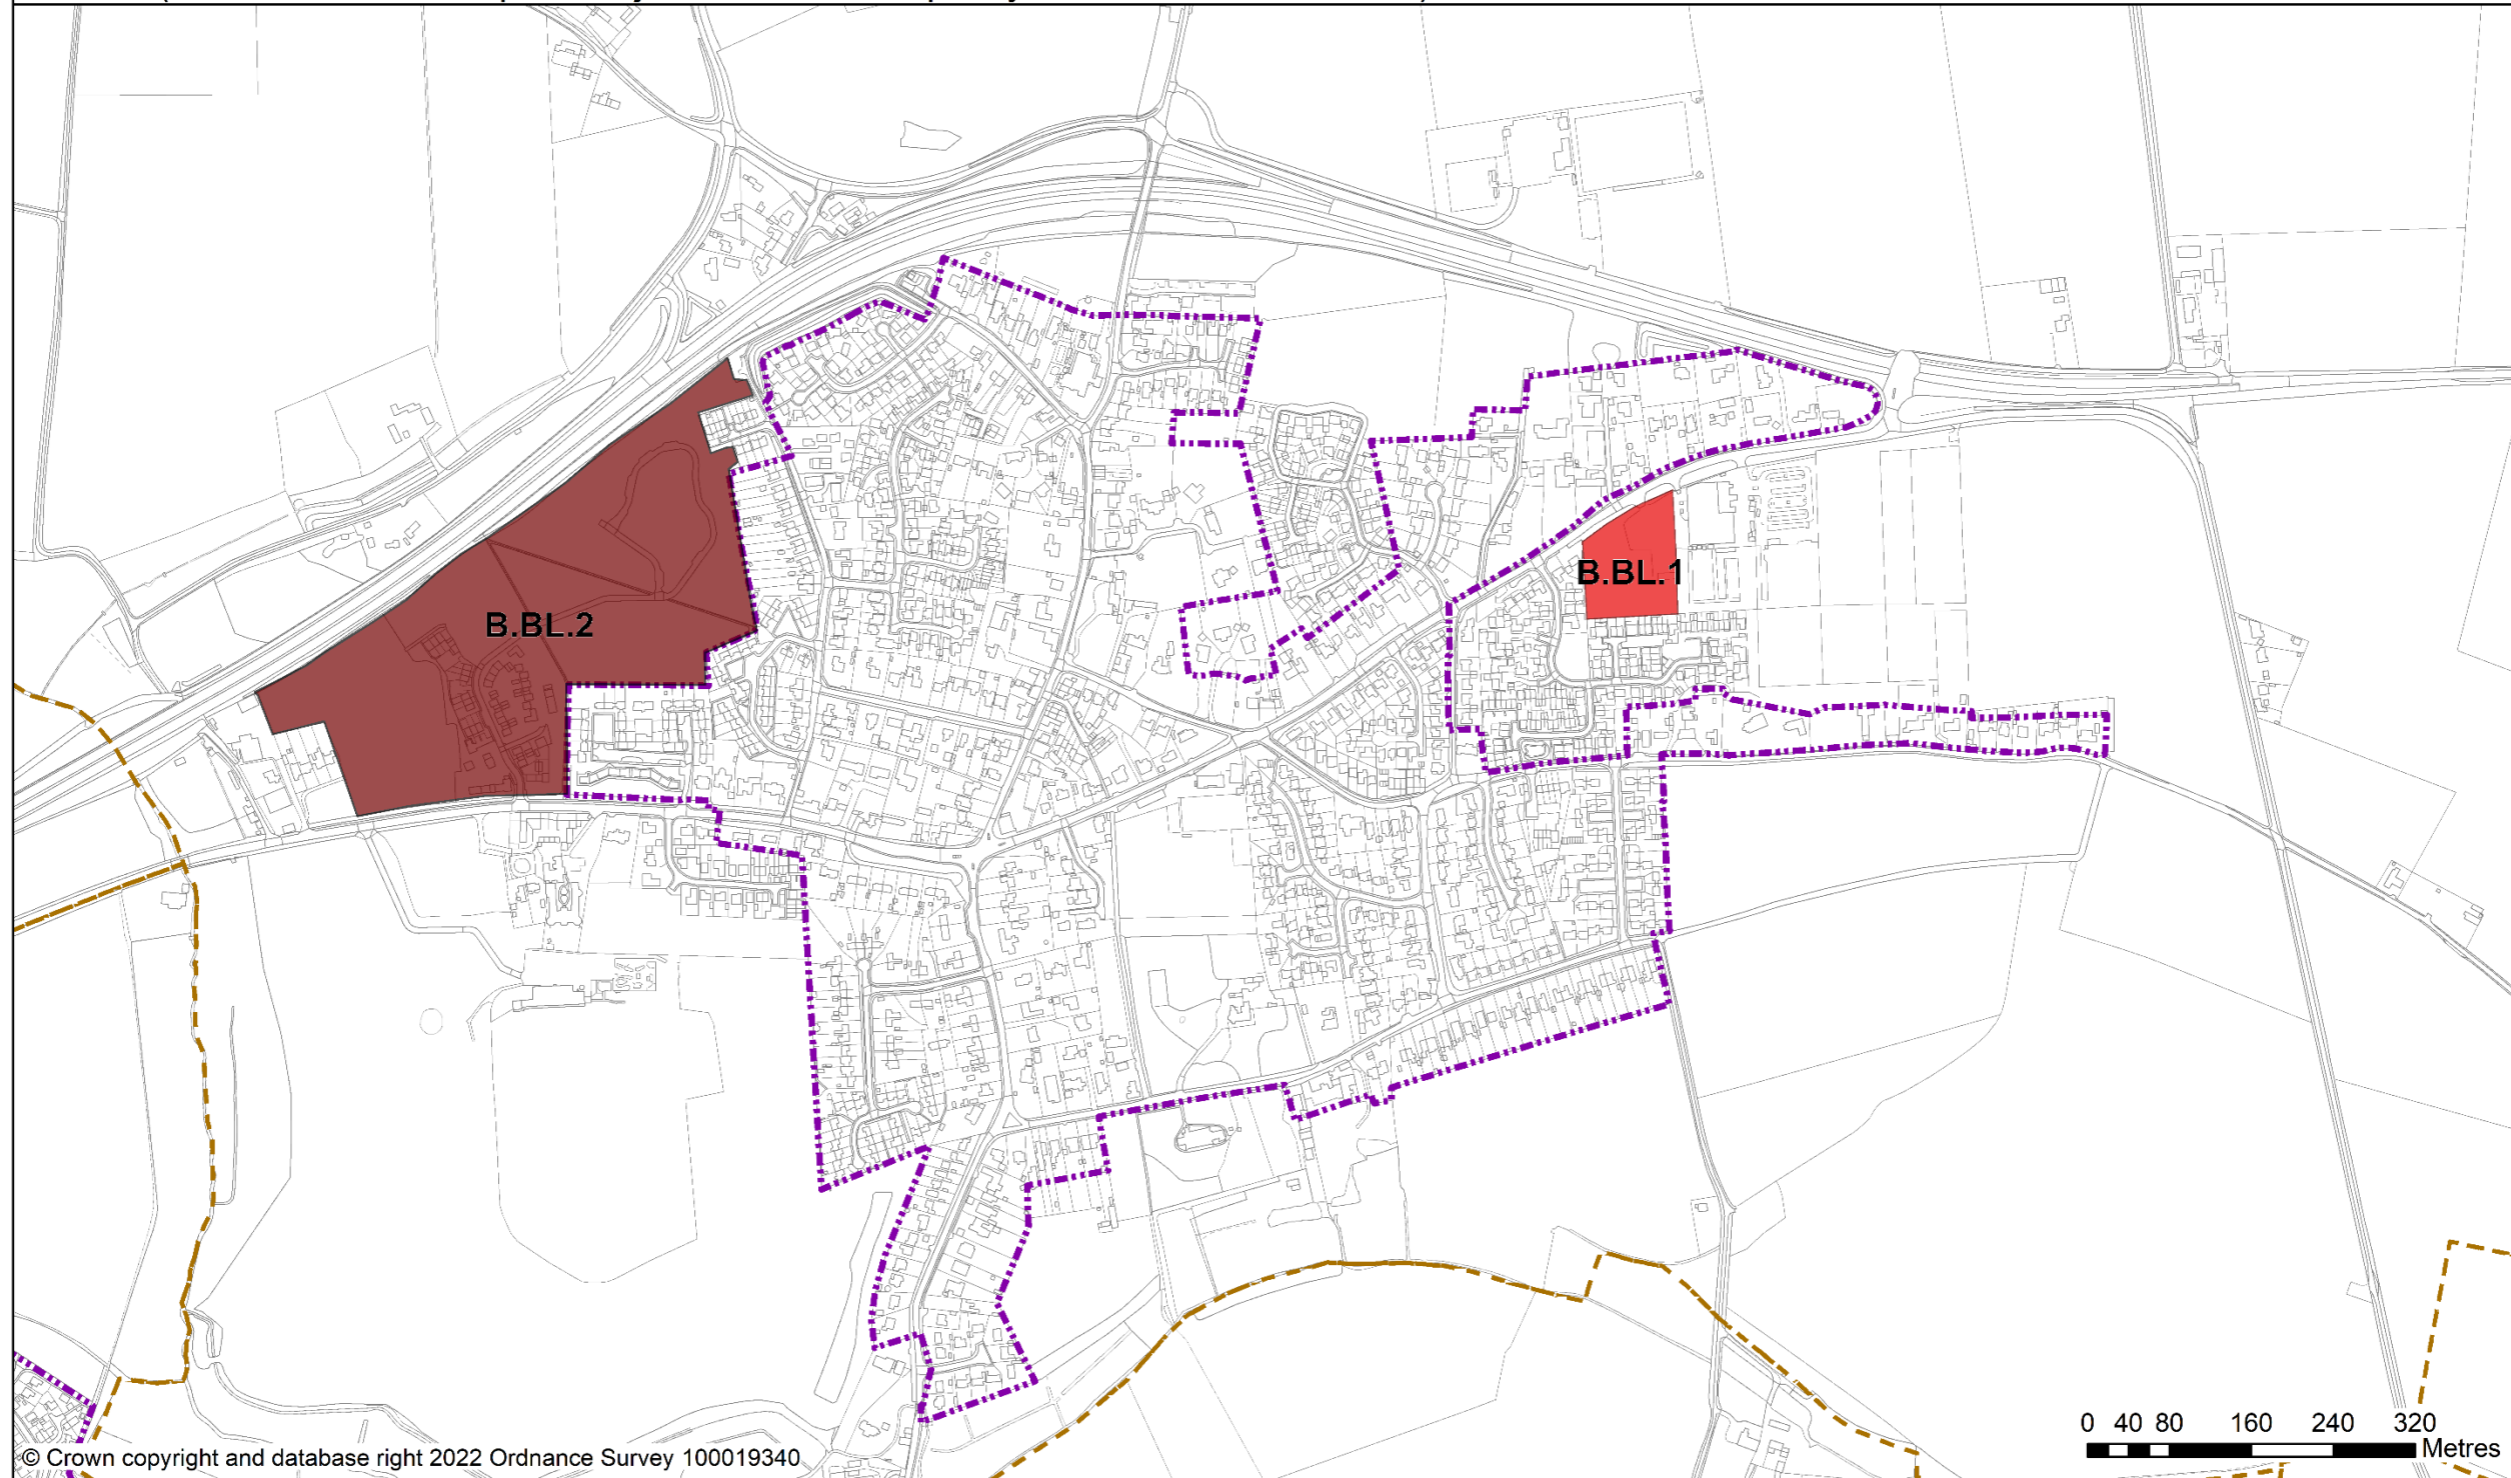 B.BL.1
B.BL.2
0 40 80 160 240 320
Metres
© Crown copyright and database right 2022 Ordnance Survey 100019340